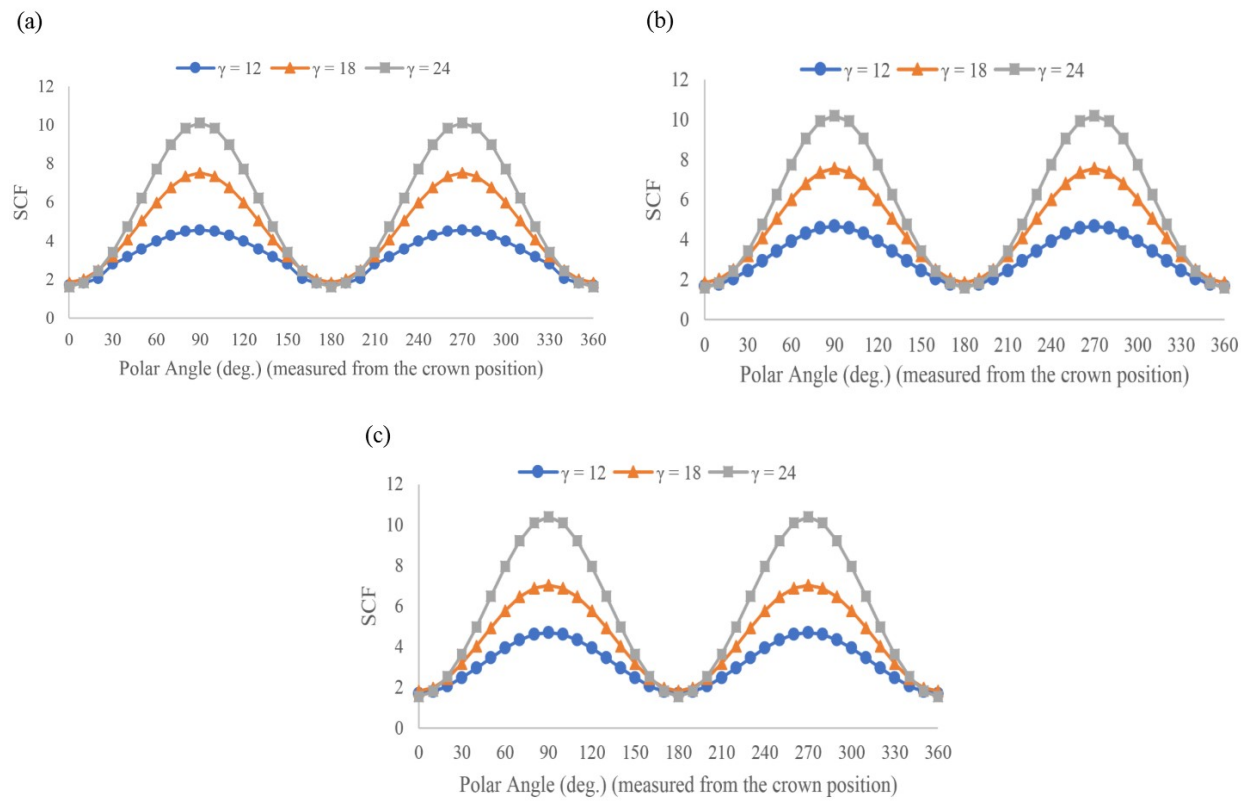 (a)
γ = 12 γ = 18 γ = 24
12
10
8
6
4
2
0
SCF
0 30 60 90 120 150 180 210 240 270 300 330 360
Polar Angle (deg.) (measured from the crown position)
(b)
γ = 12 γ = 18 γ = 24
12
10
8
6
4
2
0
SCF
0 30 60 90 120 150 180 210 240 270 300 330 360
Polar Angle (deg.) (measured from the crown position)
(c)
γ = 12 γ = 18 γ = 24
12
10
8
6
4
2
0
SCF
0 30 60 90 120 150 180 210 240 270 300 330 360
Polar Angle (deg.) (measured from the crown position)